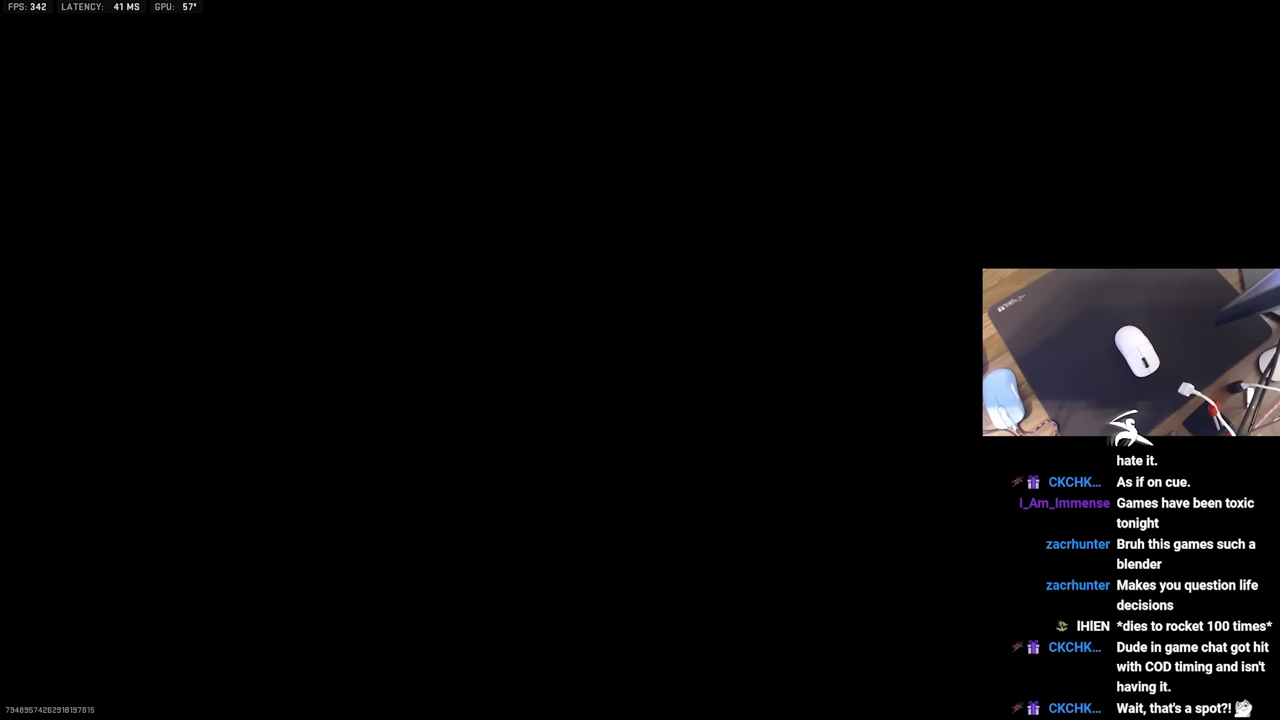 FPS: 342 LATENCY: 41 MS GPU: 57°
hate it.
CKCHK... As if on cue.
I_Am_Immense Games have been toxic
tonight
zacrhunter Bruh this games such a
blender
zacrhunter Makes you question life
decisions
IHIEN *dies to rocket 100 times*
CKCHK... Dude in game chat got hit
with COD timing and isn't
having it.
CKCHK... Wait, that's a spot?!
79489574262918197615